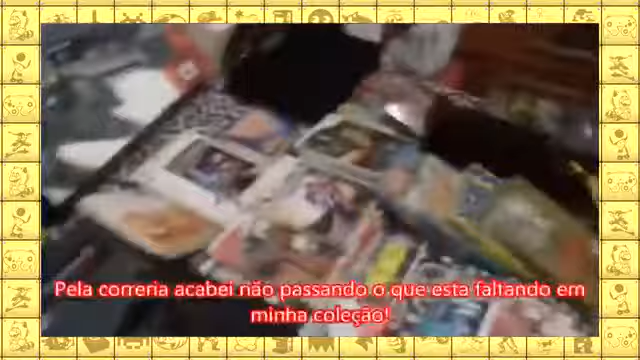 Pela correria acabei não passando o que esta faltando em
minha coleção!